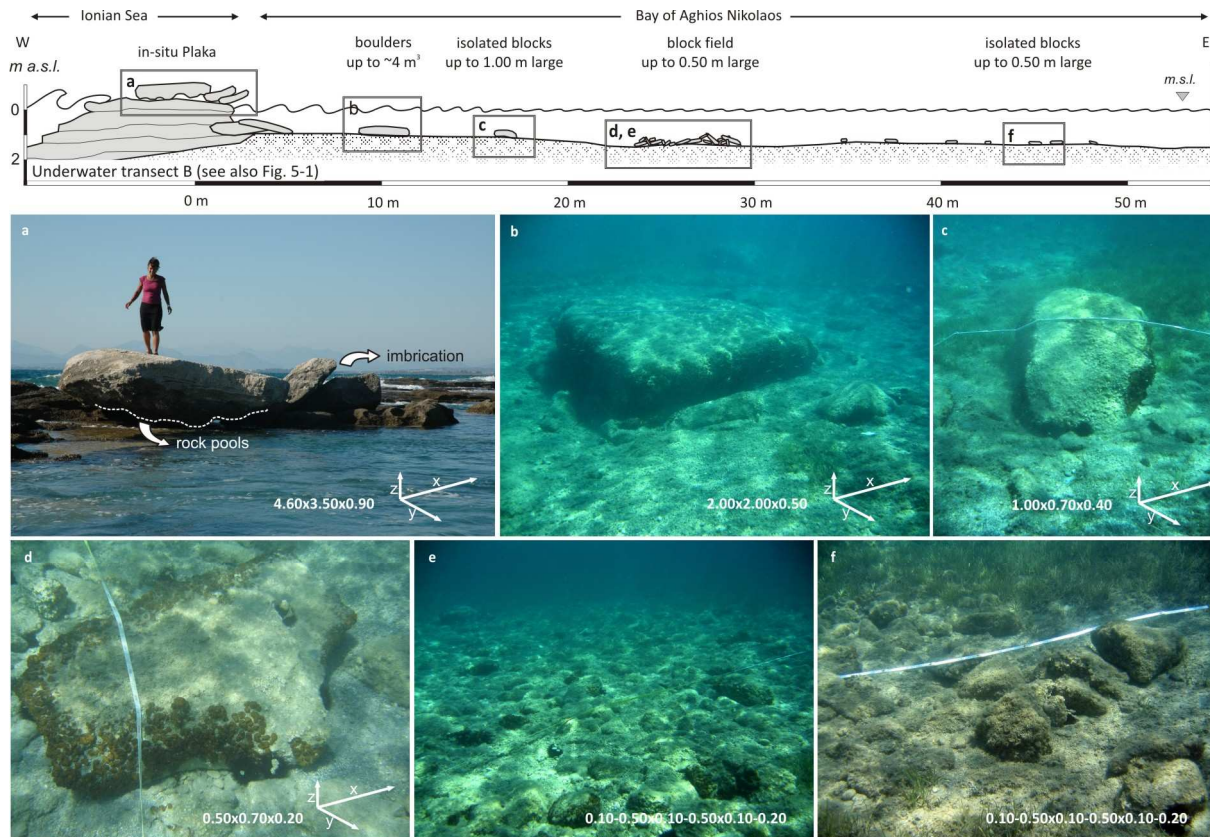 Ionian Sea
Bay of Aghios Nikolaos
W
E
m a.s.l.
in-situ Plaka
boulders
up to ~4 m³
isolated blocks
up to 1.00 m large
block field
up to 0.50 m large
isolated blocks
up to 0.50 m large
m.s.l.
a
b
c
d, e
f
0
2
Underwater transect B (see also Fig. 5-1)
0 m
10 m
20 m
30 m
40 m
50 m
a
imbrication
rock pools
z
x
y
4.60x3.50x0.90
b
z
x
y
2.00x2.00x0.50
c
z
x
y
1.00x0.70x0.40
d
z
x
y
0.50x0.70x0.20
e
0.10-0.50x0.10-0.50x0.10-0.20
f
0.10-0.50x0.10-0.50x0.10-0.20